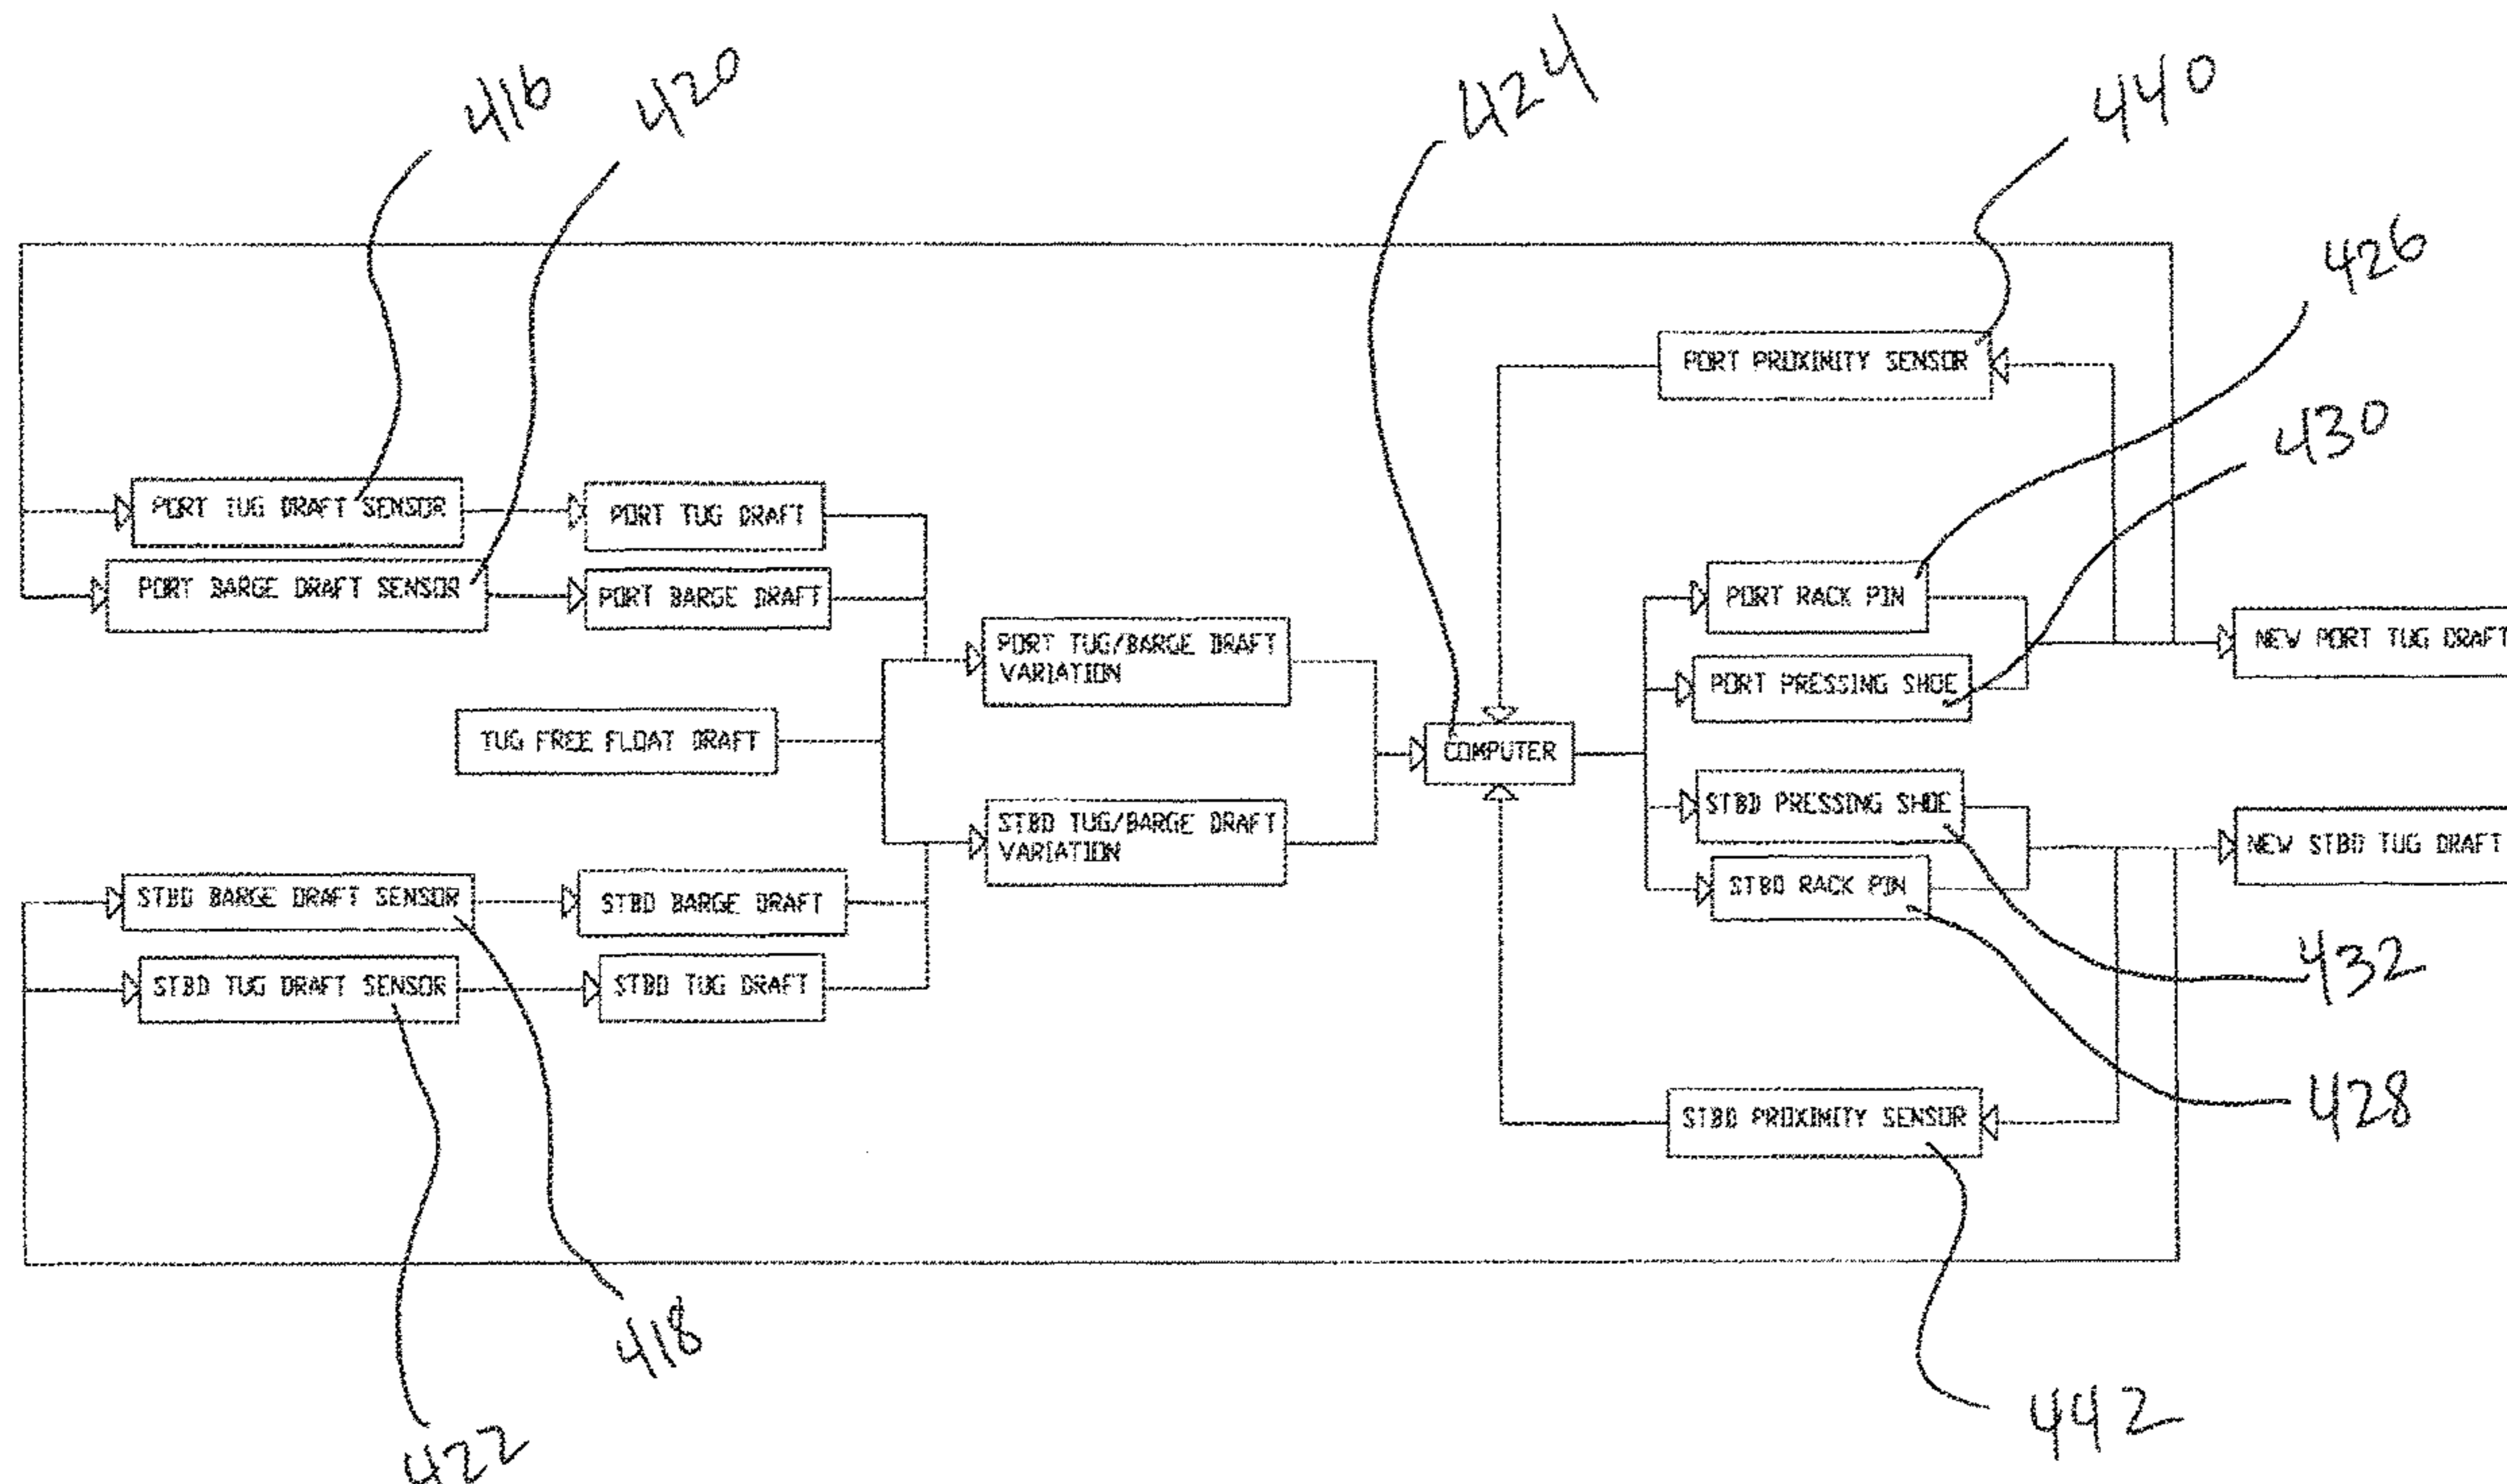 416
420
424
440
426
430
PORT PROXIMITY SENSOR
PORT TUG DRAFT SENSOR
PORT TUG DRAFT
PORT BARGE DRAFT SENSOR
PORT BARGE DRAFT
PORT RACK PIN
PORT TUG/BARGE DRAFT
VARIATION
NEW PORT TUG DRAFT
PORT PRESSING SHOE
TUG FREE FLOAT DRAFT
COMPUTER
STBD PRESSING SHOE
STBD TUG/BARGE DRAFT
VARIATION
NEW STBD TUG DRAFT
STBD RACK PIN
STBD BARGE DRAFT SENSOR
STBD BARGE DRAFT
STBD TUG DRAFT SENSOR
STBD TUG DRAFT
432
428
STBD PROXIMITY SENSOR
418
442
422